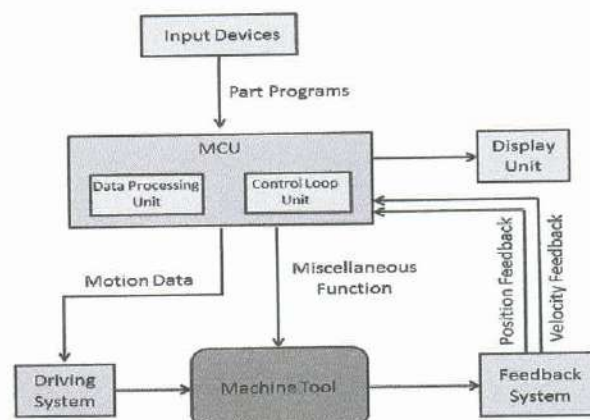 Input Devices
Part Programs
MCU
Data Processing
Unit
Control Loop
Unit
Display
Unit
Motion Data
Miscellaneous
Function
Position Feedback
Velocity Feedback
Driving
System
Machine Tool
Feedback
System